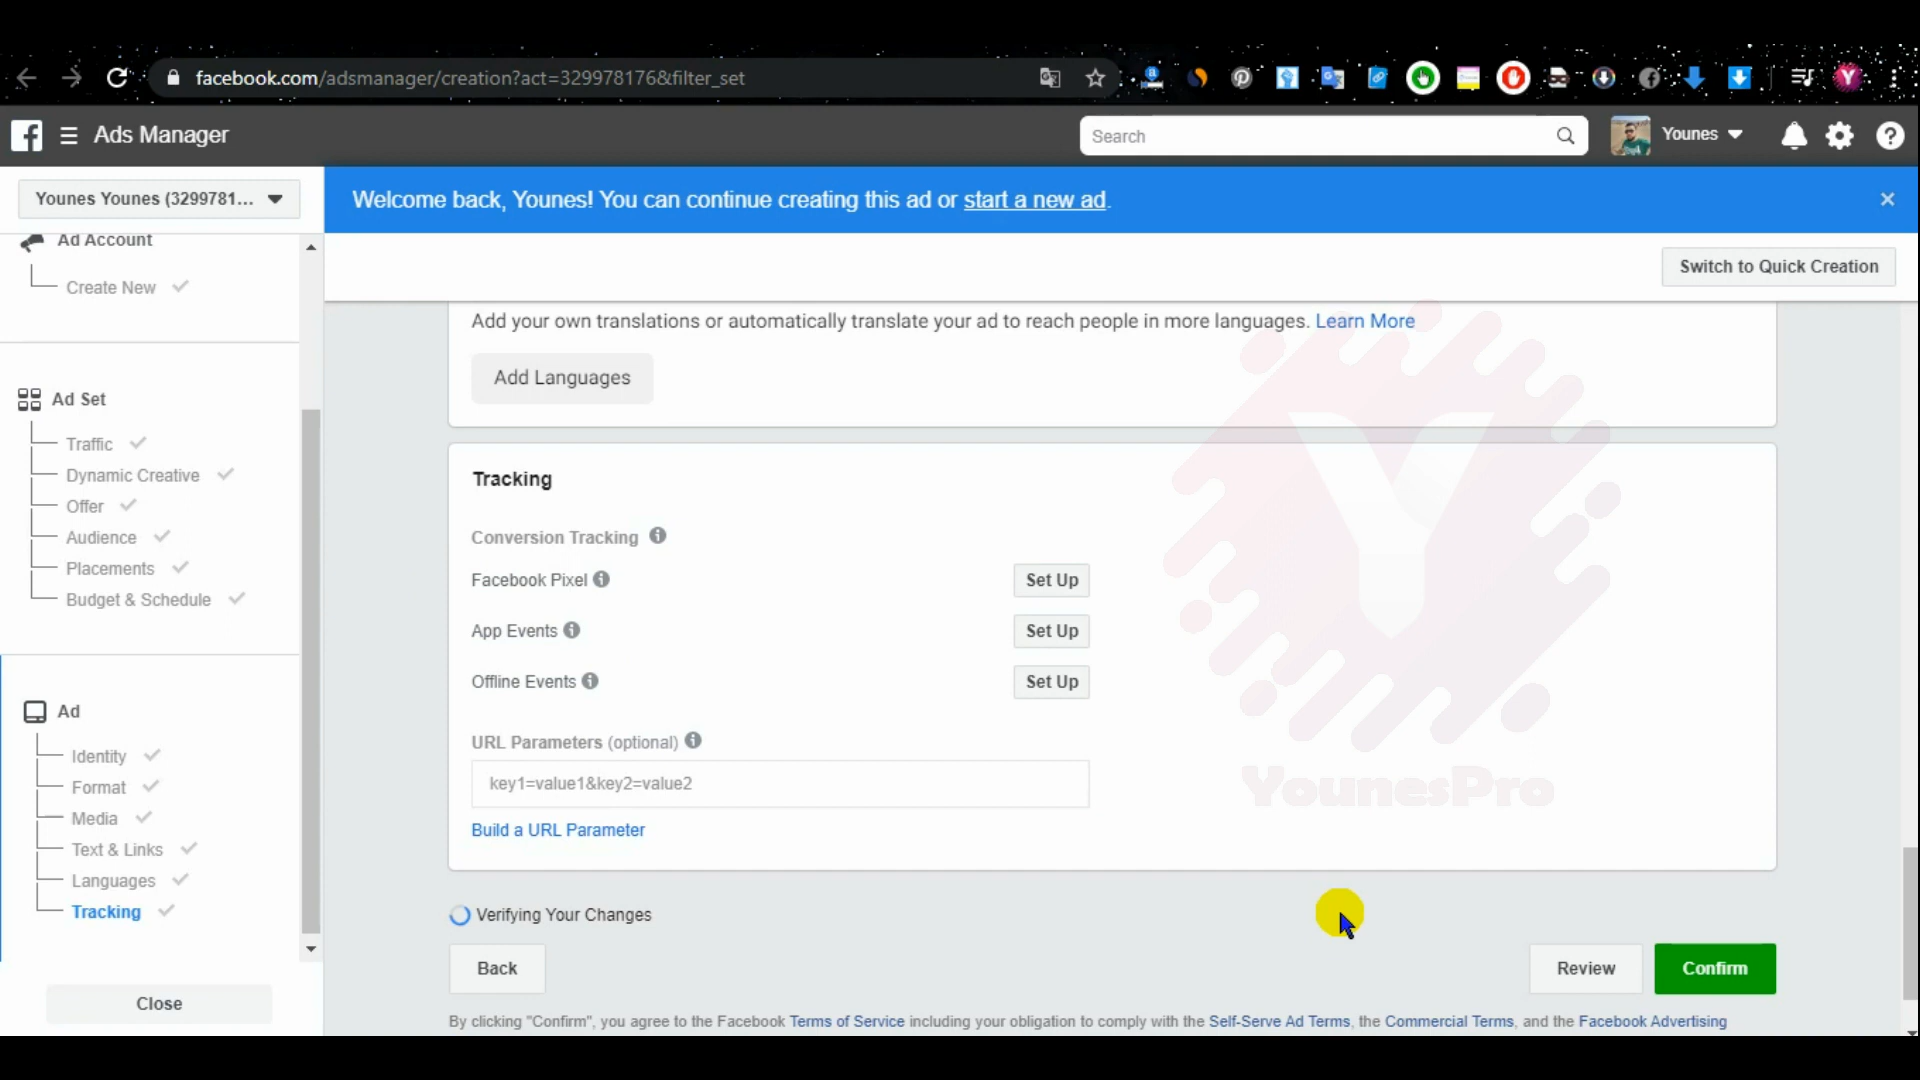 facebook.com/adsmanager/creation?act=329978176&filter_set
Ads Manager
Search
Younes
Younes Younes (3299781...
Welcome back, Younes! You can continue creating this ad or start a new ad.
Switch to Quick Creation
Ad Account
Create New
Ad Set
Traffic
Dynamic Creative
Offer
Audience
Placements
Budget & Schedule
Ad
Identity
Format
Media
Text & Links
Languages
Tracking
Close
Add your own translations or automatically translate your ad to reach people in more languages. Learn More
Add Languages
Tracking
Conversion Tracking
Facebook Pixel
Set Up
App Events
Set Up
Offline Events
Set Up
URL Parameters (optional)
key1=value1&key2=value2
Build a URL Parameter
YounesPro
Verifying Your Changes
Back
Review
Confirm
By clicking "Confirm", you agree to the Facebook Terms of Service including your obligation to comply with the Self-Serve Ad Terms, the Commercial Terms, and the Facebook Advertising